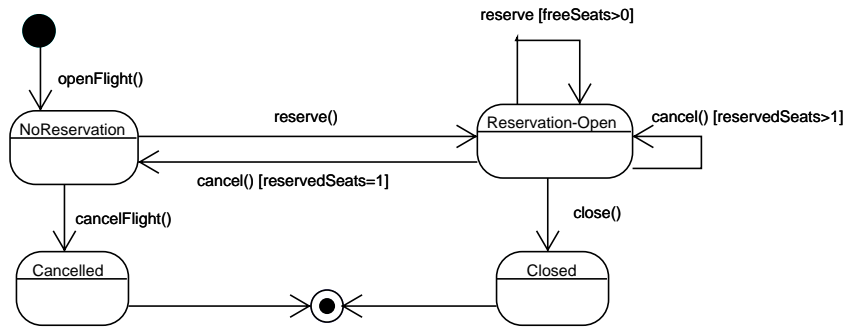 reserve [freeSeats>0]
openFlight()
NoReservation
reserve()
Reservation-Open
cancel() [reservedSeats>1]
cancel() [reservedSeats=1]
cancelFlight()
close()
Cancelled
Closed